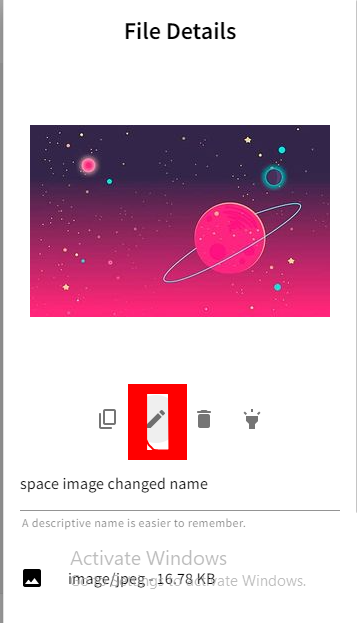 File Details
space image changed name
A descriptive name is easier to remember.
Activate Windows
image/jpeg - 16.78 KB
Go to Settings to activate Windows.